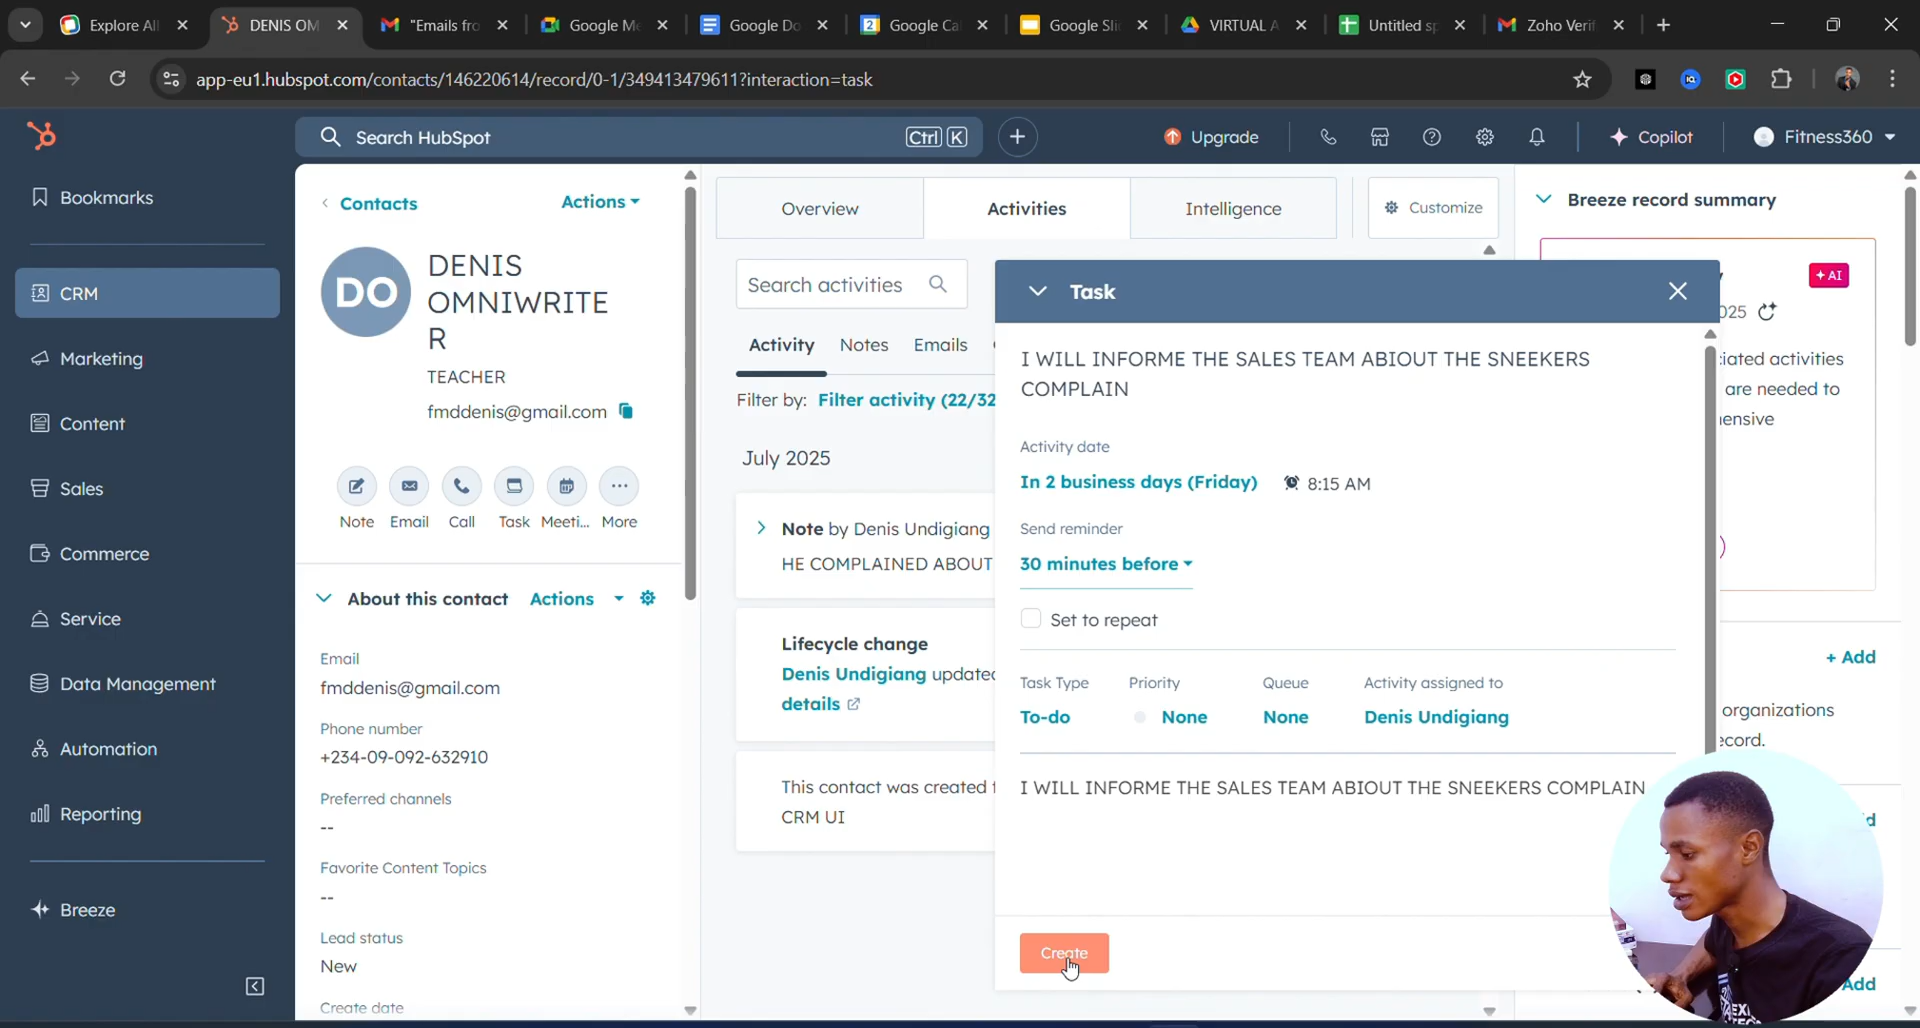 Explore All
DENIS OM
"Emails fro
Google Me
Google Do
Google Ca
Google Sli
VIRTUAL A
Untitled sp
Zoho Verif
app-eu1.hubspot.com/contacts/146220614/record/0-1/349413479611?interaction=task
Search HubSpot
Ctrl K
Upgrade
Copilot
Fitness360
Bookmarks
CRM
Marketing
Content
Sales
Commerce
Service
Data Management
Automation
Reporting
Breeze
Contacts
Actions
DO
DENIS
OMNIWRITE
R
TEACHER
fmddenis@gmail.com
Note Email Call Task Meeti... More
About this contact Actions
Email
fmddenis@gmail.com
Phone number
+234-09-092-632910
Preferred channels
--
Favorite Content Topics
--
Lead status
New
Create date
Overview
Activities
Intelligence
Customize
Search activities
Activity Notes Emails
Filter by: Filter activity (22/32
July 2025
Note by Denis Undigiang
HE COMPLAINED ABOUT
Lifecycle change
Denis Undigiang updated
details
This contact was created
CRM UI
Task
I WILL INFORME THE SALES TEAM ABIOUT THE SNEEKERS
COMPLAIN
Activity date
In 2 business days (Friday) 8:15 AM
Send reminder
30 minutes before
Set to repeat
Task Type Priority Queue Activity assigned to
To-do None None Denis Undigiang
I WILL INFORME THE SALES TEAM ABIOUT THE SNEEKERS COMPLAIN
Create
Breeze record summary
AI
025
ciated activities
are needed to
+ Add
organizations
Add